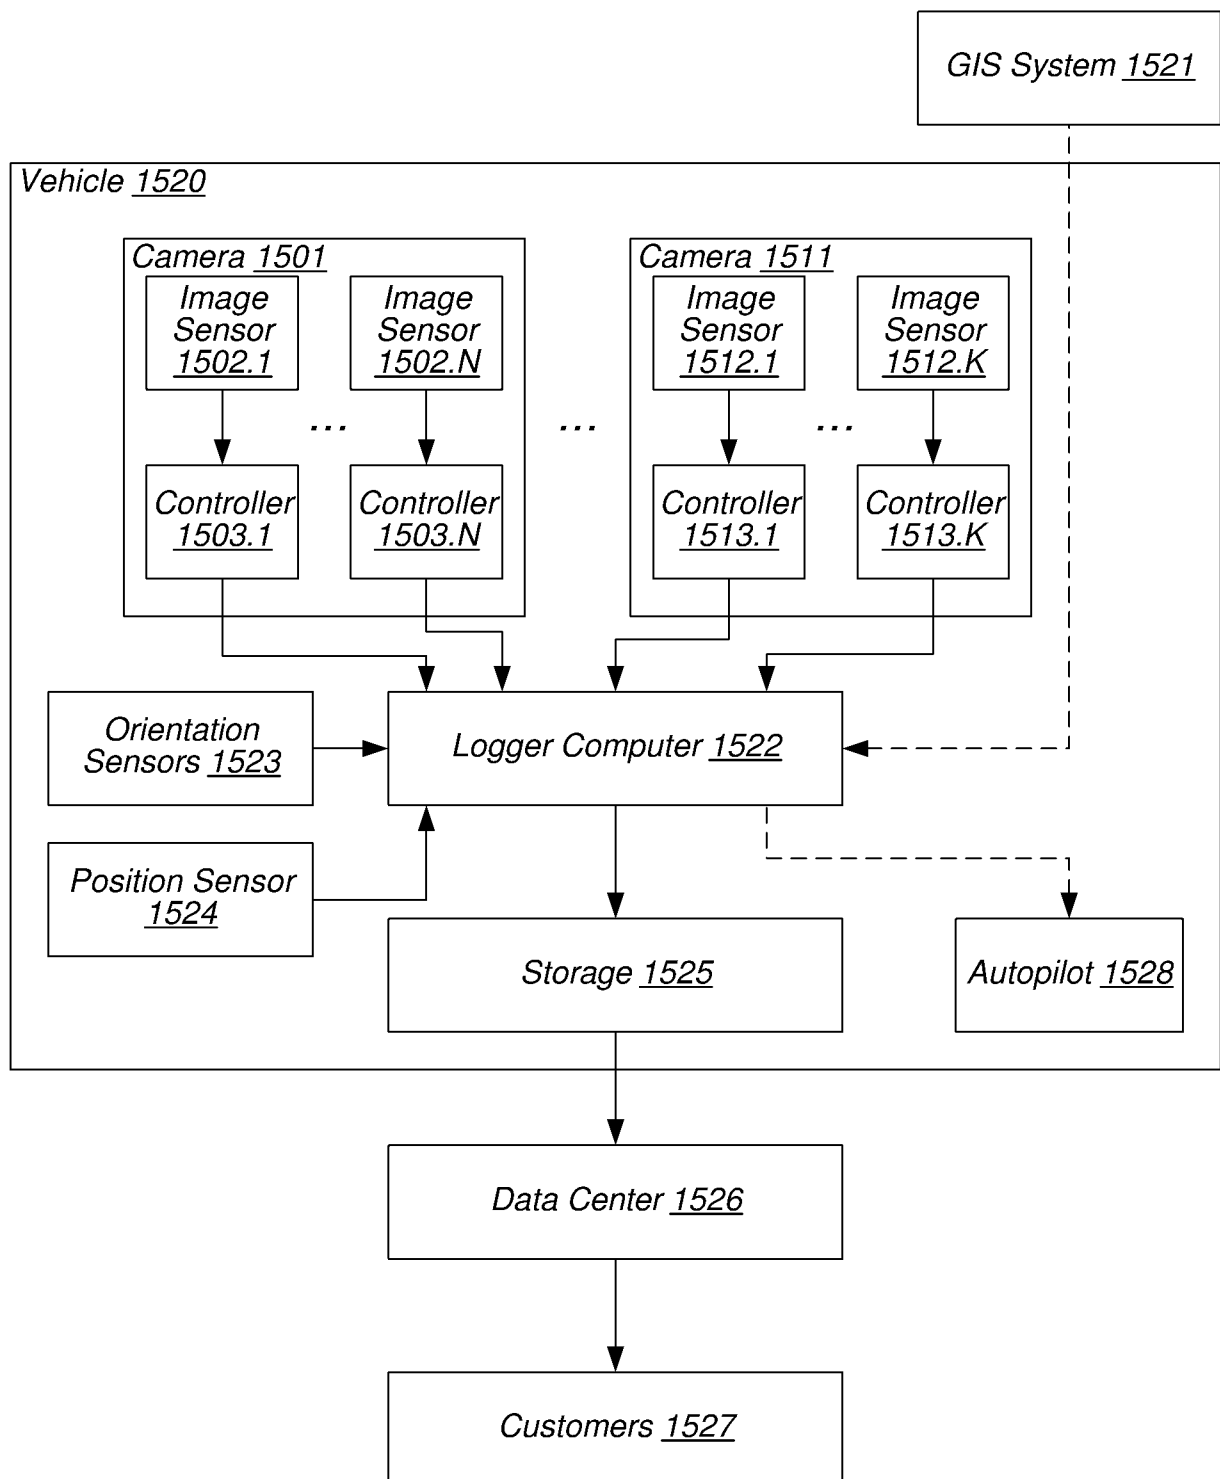 GIS System 1521
Vehicle 1520
Camera 1501
Camera 1511
Image
Sensor
1502.1
Image
Sensor
1502.N
Image
Sensor
1512.1
Image
Sensor
1512.K
...
...
...
Controller
1503.1
Controller
1503.N
Controller
1513.1
Controller
1513.K
Orientation
Sensors 1523
Logger Computer 1522
Position Sensor
1524
Storage 1525
Autopilot 1528
Data Center 1526
Customers 1527